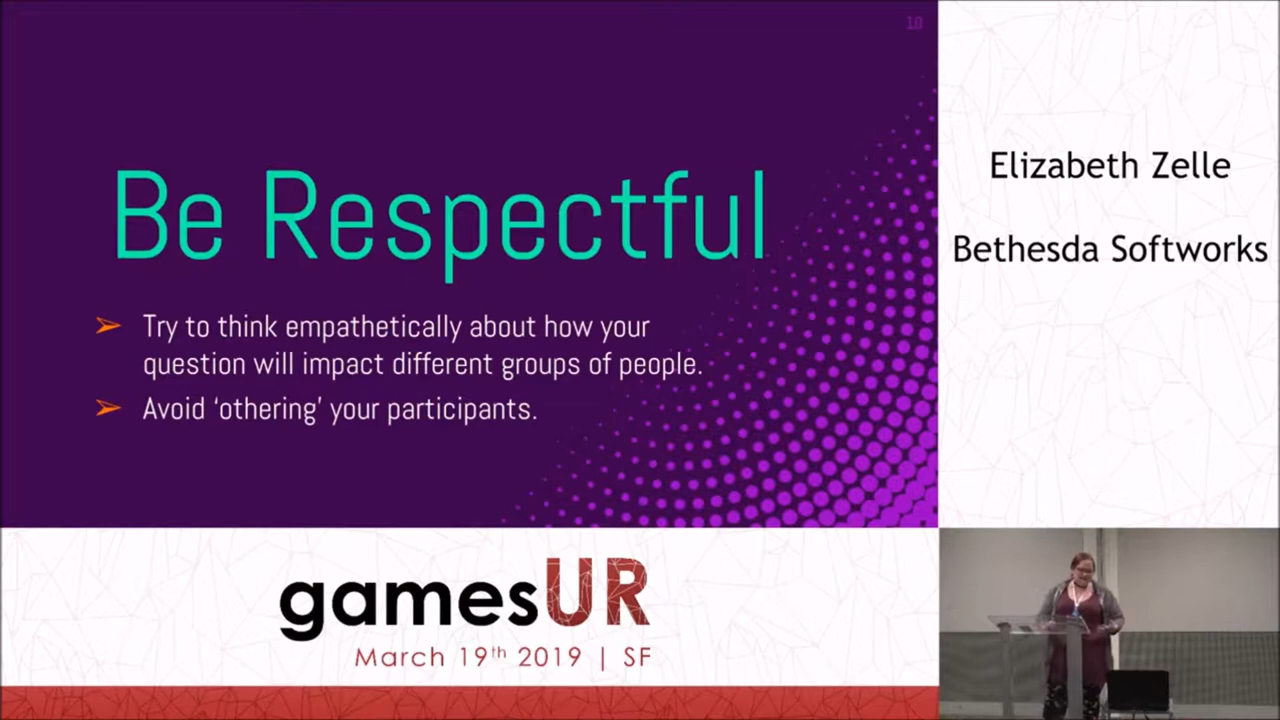 10
Be Respectful
➢ Try to think empathetically about how your
question will impact different groups of people.
➢ Avoid ‘othering’ your participants.
Elizabeth Zelle
Bethesda Softworks
gamesUR
March 19th 2019 | SF